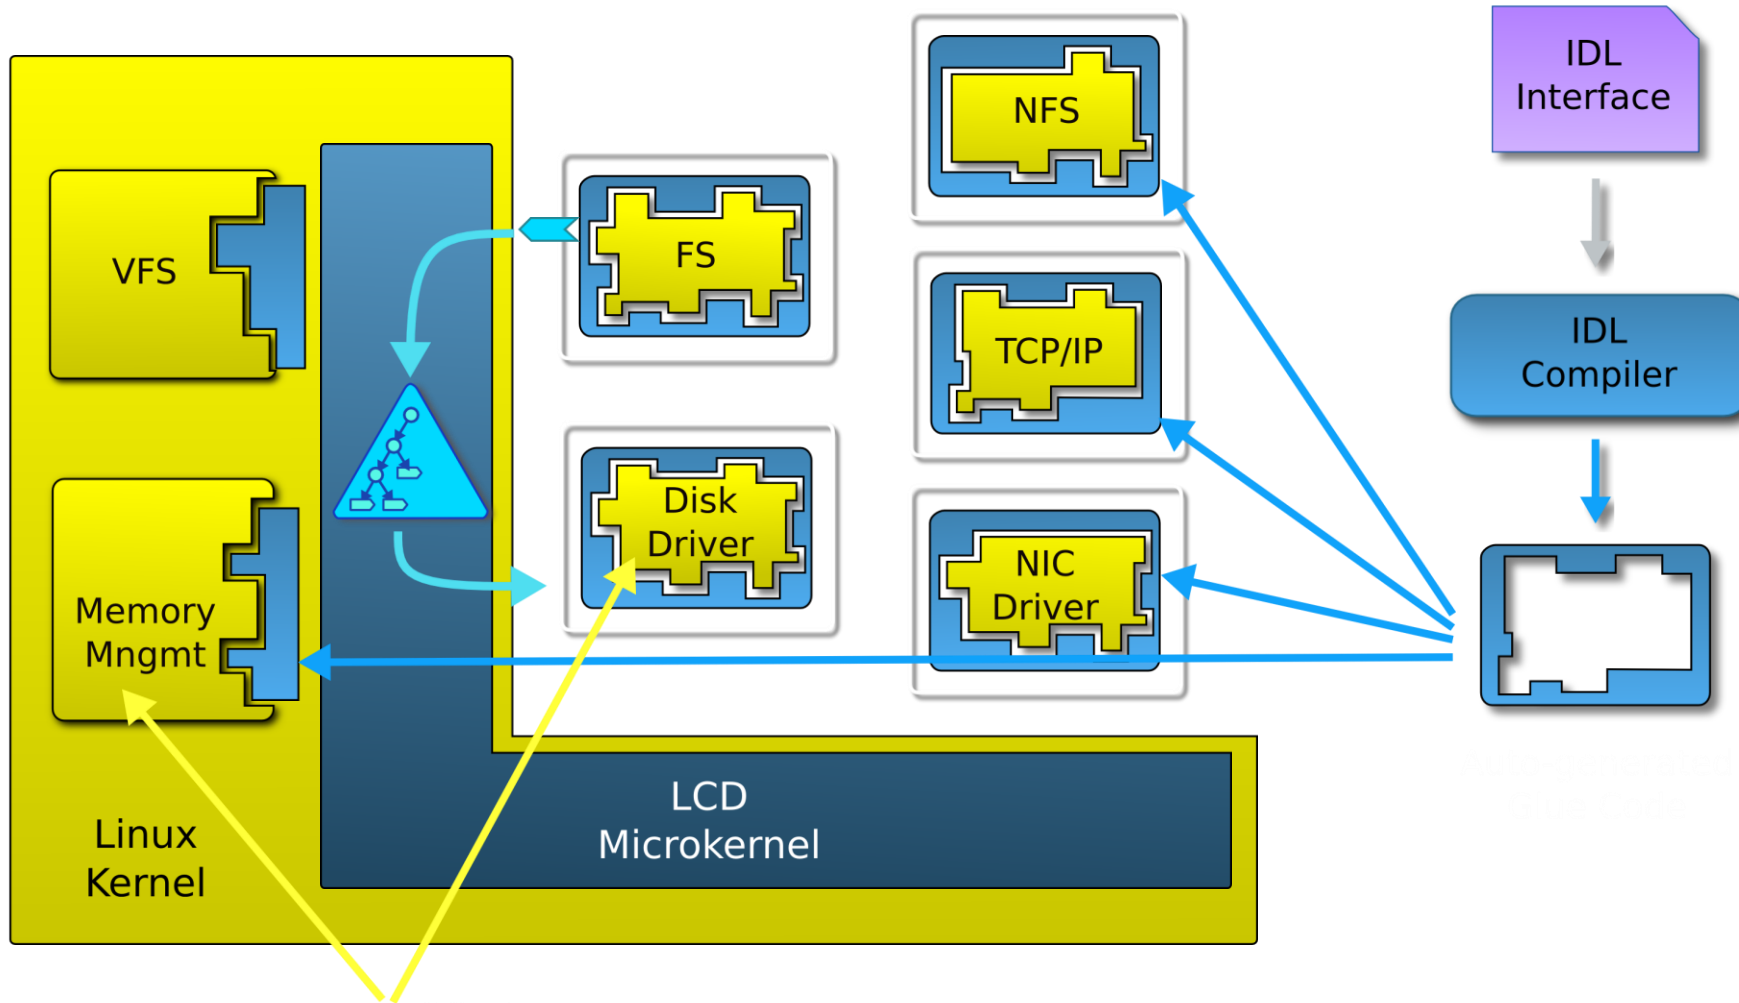 NFS
IDL
Interface
VFS
FS
TCP/IP
IDL
Compiler
Disk
Driver
NIC
Driver
Memory
Mngmt
LCD
Microkernel
Linux
Kernel